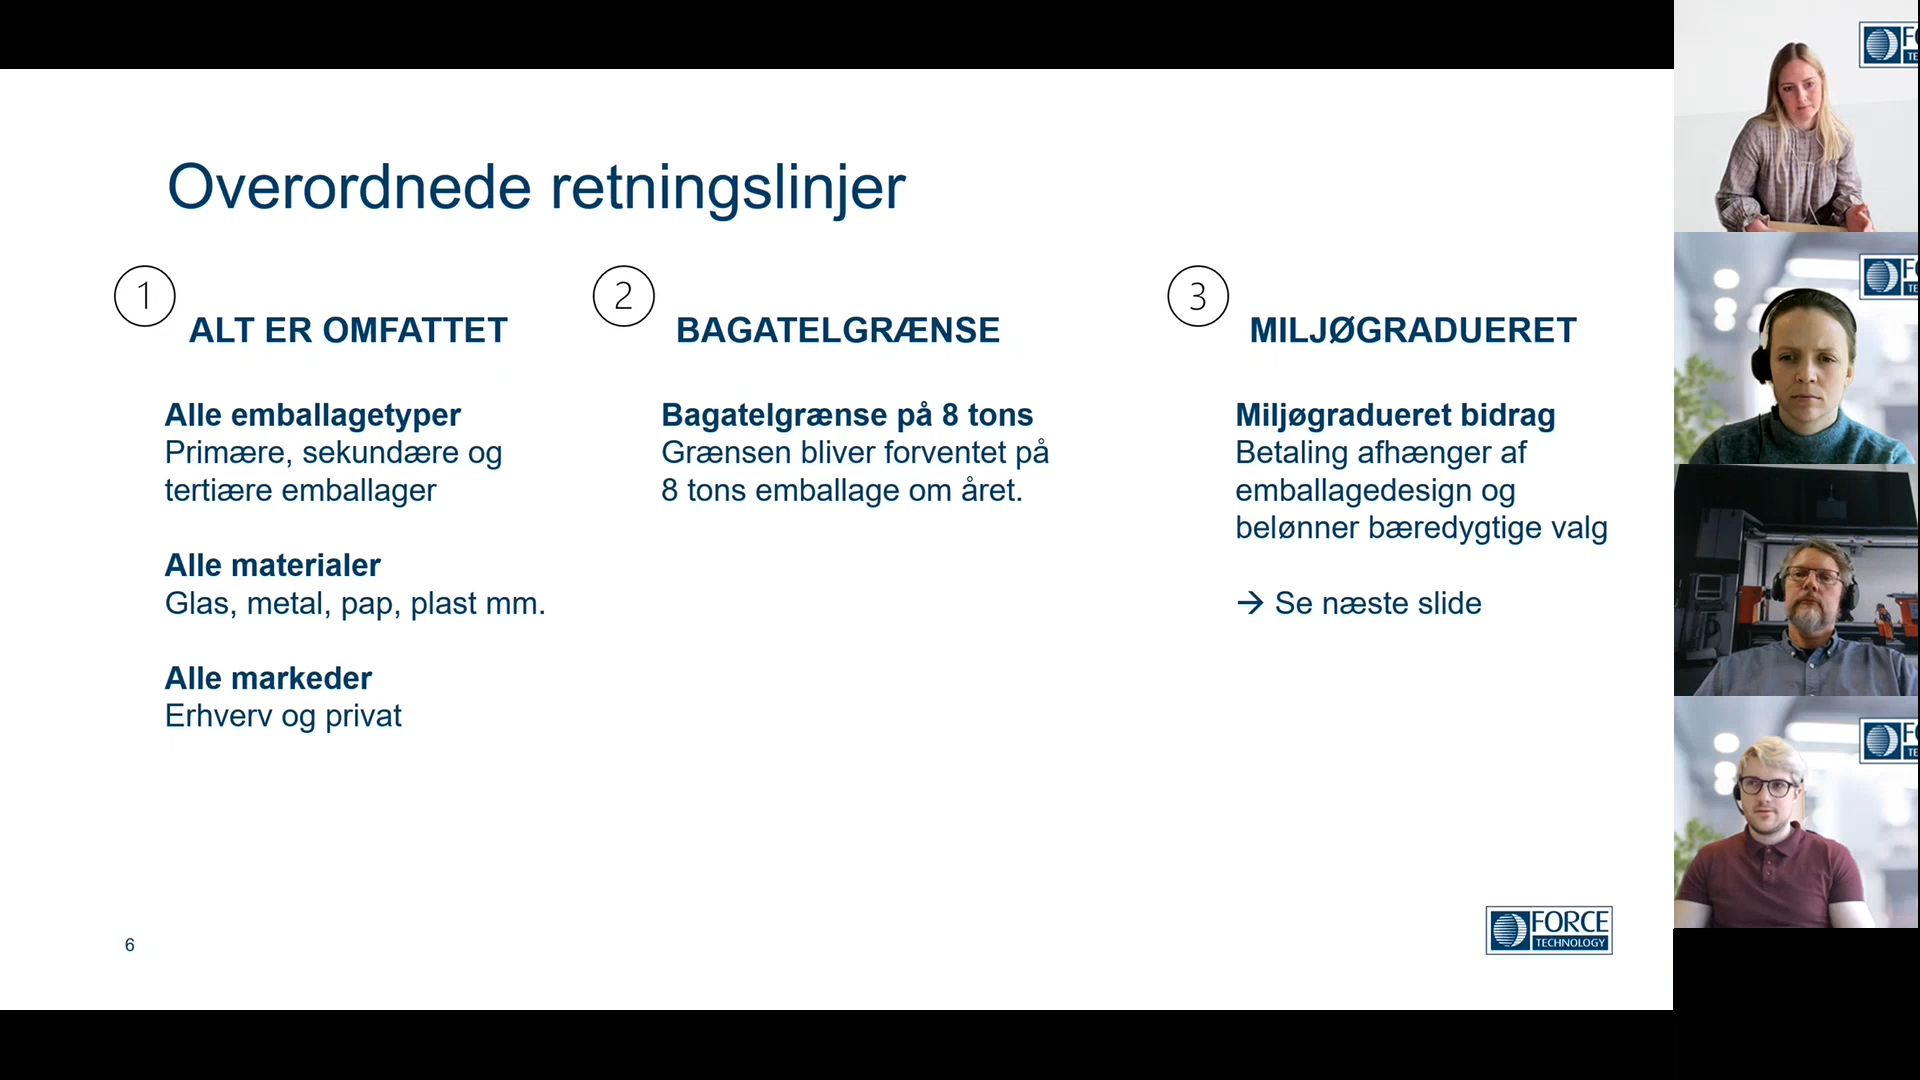 Overordnede retningslinjer
1
ALT ER OMFATTET
Alle emballagetyper
Primære, sekundære og
tertiære emballager
Alle materialer
Glas, metal, pap, plast mm.
Alle markeder
Erhverv og privat
2
BAGATELGRÆNSE
Bagatelgrænse på 8 tons
Grænsen bliver forventet på
8 tons emballage om året.
3
MILJØGRADUERET
Miljøgradueret bidrag
Betaling afhænger af
emballagedesign og
belønner bæredygtige valg
→ Se næste slide
6
FORCE
TECHNOLOGY